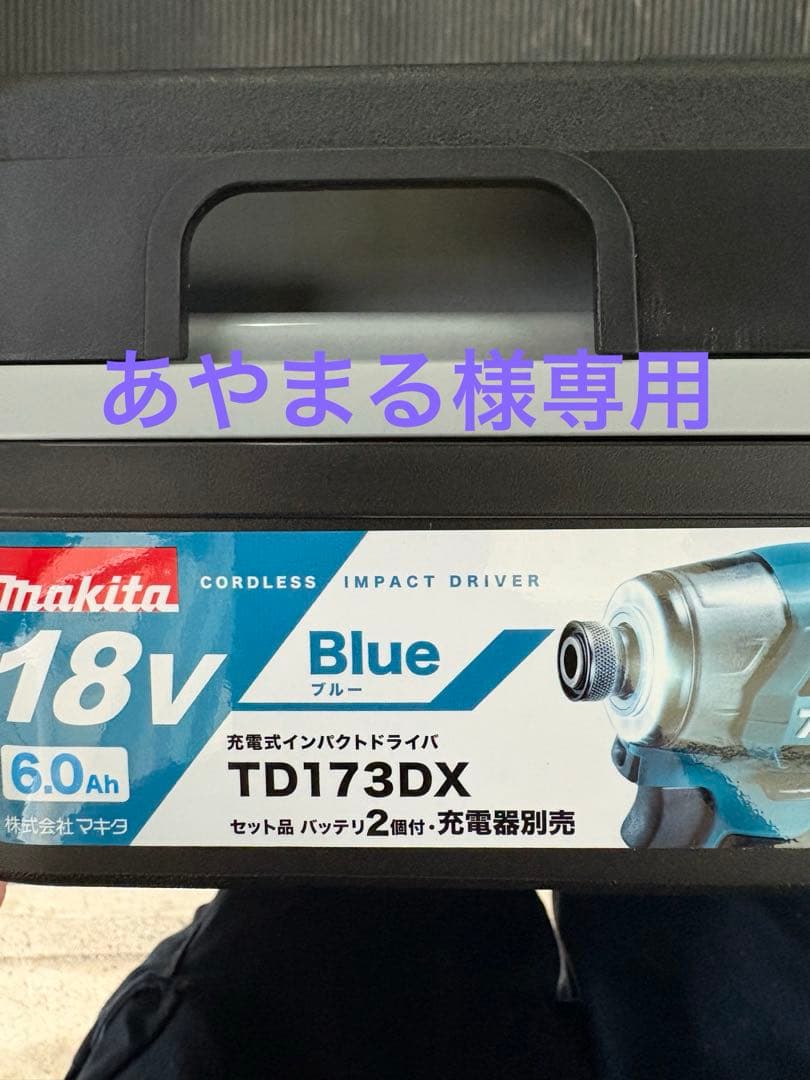 あやまる様専用
makita
CORDLESS IMPACT DRIVER
18V
Blue
ブルー
6.0Ah
充電式インパクトドライバ
TD173DX
株式会社マキタ
セット品 バッテリ2個付・充電器別売